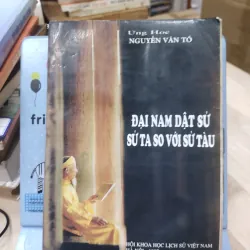 Ưng Hoè
NGUYỄN VĂN TỐ
ĐẠI NAM DẬT SỬ
SỬ TA SO VỚI SỬ TÀU
HỘI KHOA HỌC LỊCH SỬ VIỆT NAM
fri